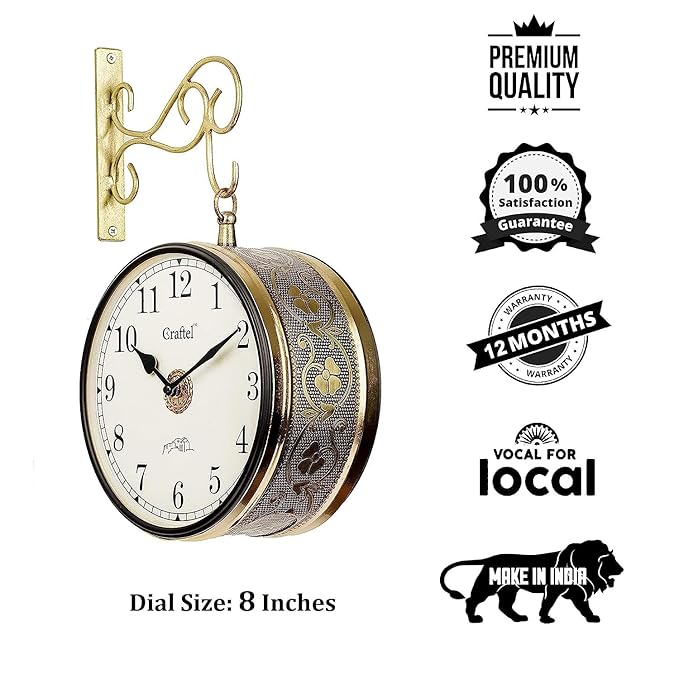 PREMIUM
QUALITY
100%
Satisfaction
Guarantee
WARRANTY
12 MONTHS
WARRANTY
VOCAL FOR
local
MAKE IN INDIA
12
1
2
3
4
5
6
7
8
9
10
11
Craftel
Dial Size: 8 Inches